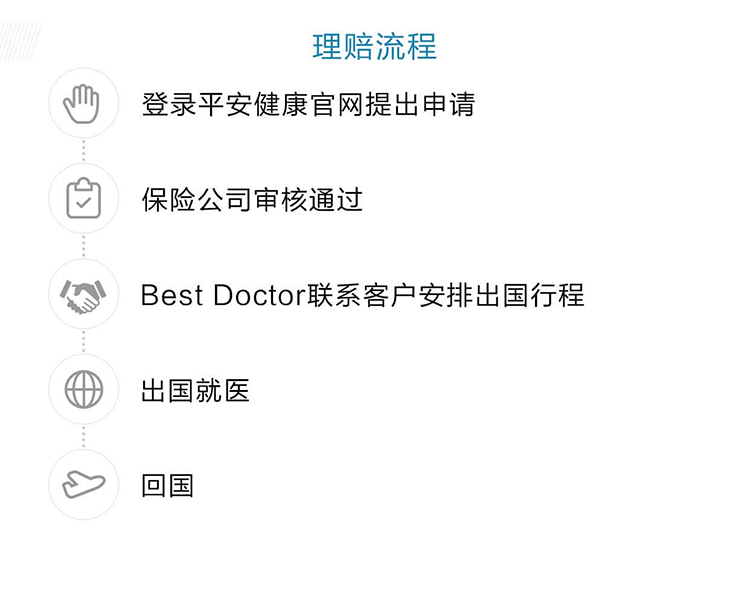 理赔流程
登录平安健康官网提出申请
保险公司审核通过
Best Doctor联系客户安排出国行程
出国就医
回国